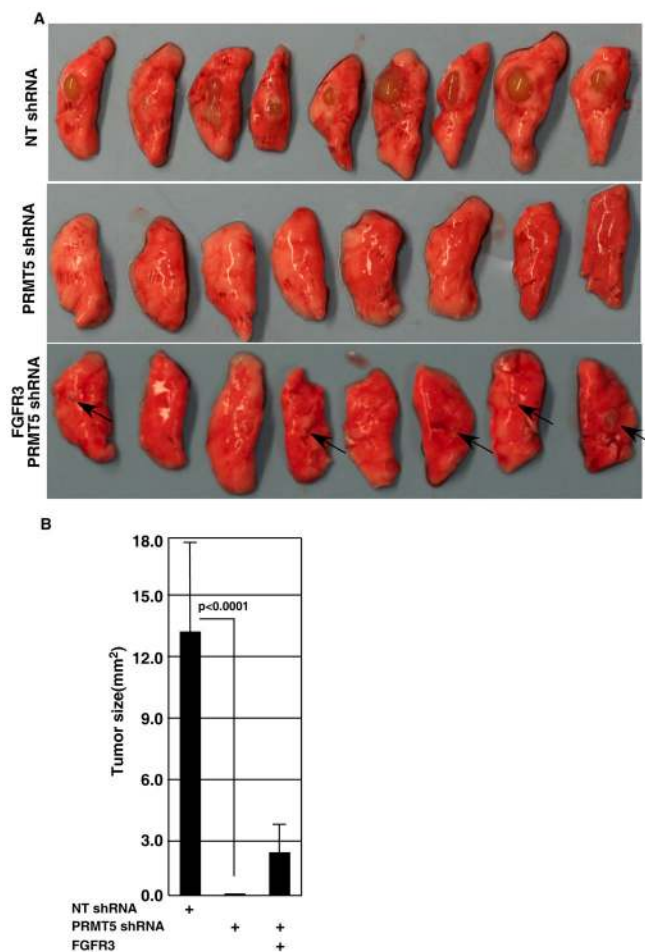 A
NT shRNA
PRMT5 shRNA
FGFR3
PRMT5 shRNA
B
Tumor size(mm²)
18.0
15.0
12.0
9.0
6.0
3.0
0.0
p<0.0001
NT shRNA +
PRMT5 shRNA + +
FGFR3 +